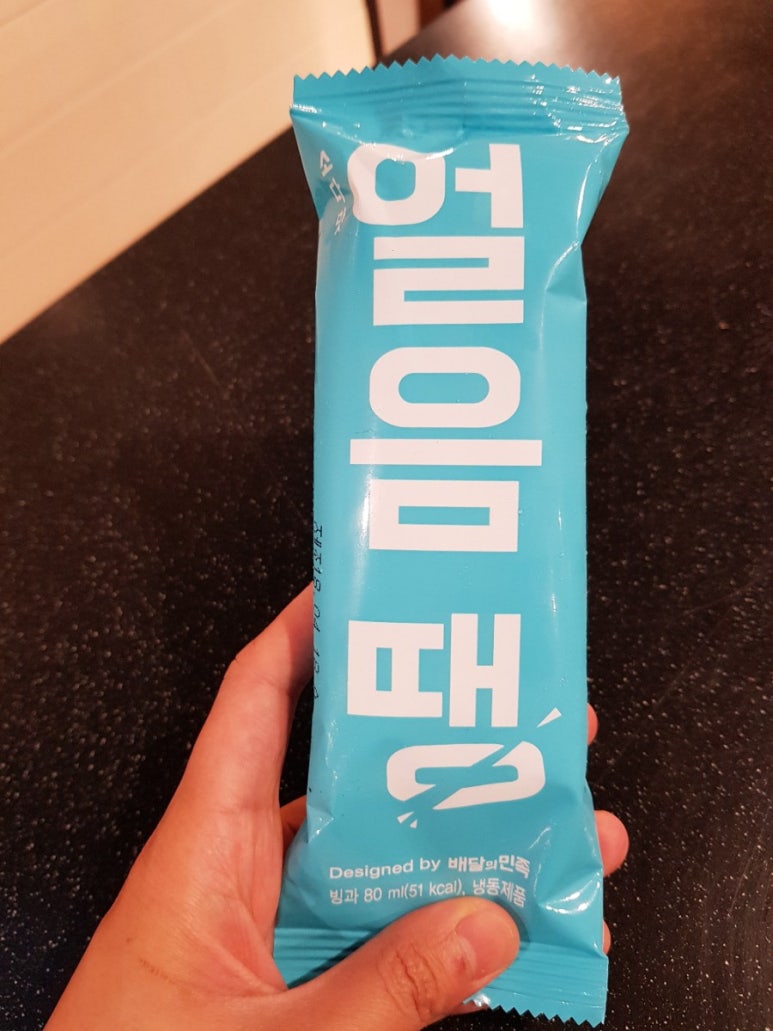 얼음 땡
Designed by 배달의민족
빙과 80 ml(51 kcal), 냉동제품